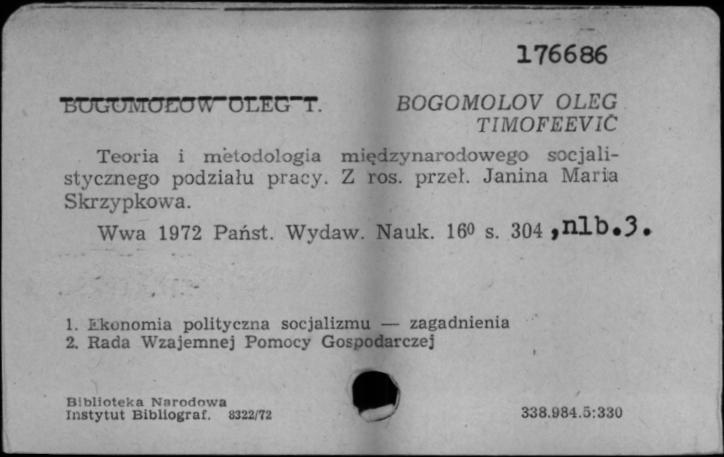 176686
BOGOMOŁOW OLEG T. BOGOMOLOV OLEG
TIMOFEEVIČ
Teoria i metodologia międzynarodowego socjali-
stycznego podziału pracy. Z ros. przeł. Janina Maria
Skrzypkowa.
Wwa 1972 Państ. Wydaw. Nauk. 16⁰ s. 304, nlb. 3.
1. Ekonomia polityczna socjalizmu — zagadnienia
2. Rada Wzajemnej Pomocy Gospodarczej
Biblioteka Narodowa
Instytut Bibliograf. 8322/72 338.984.5:330